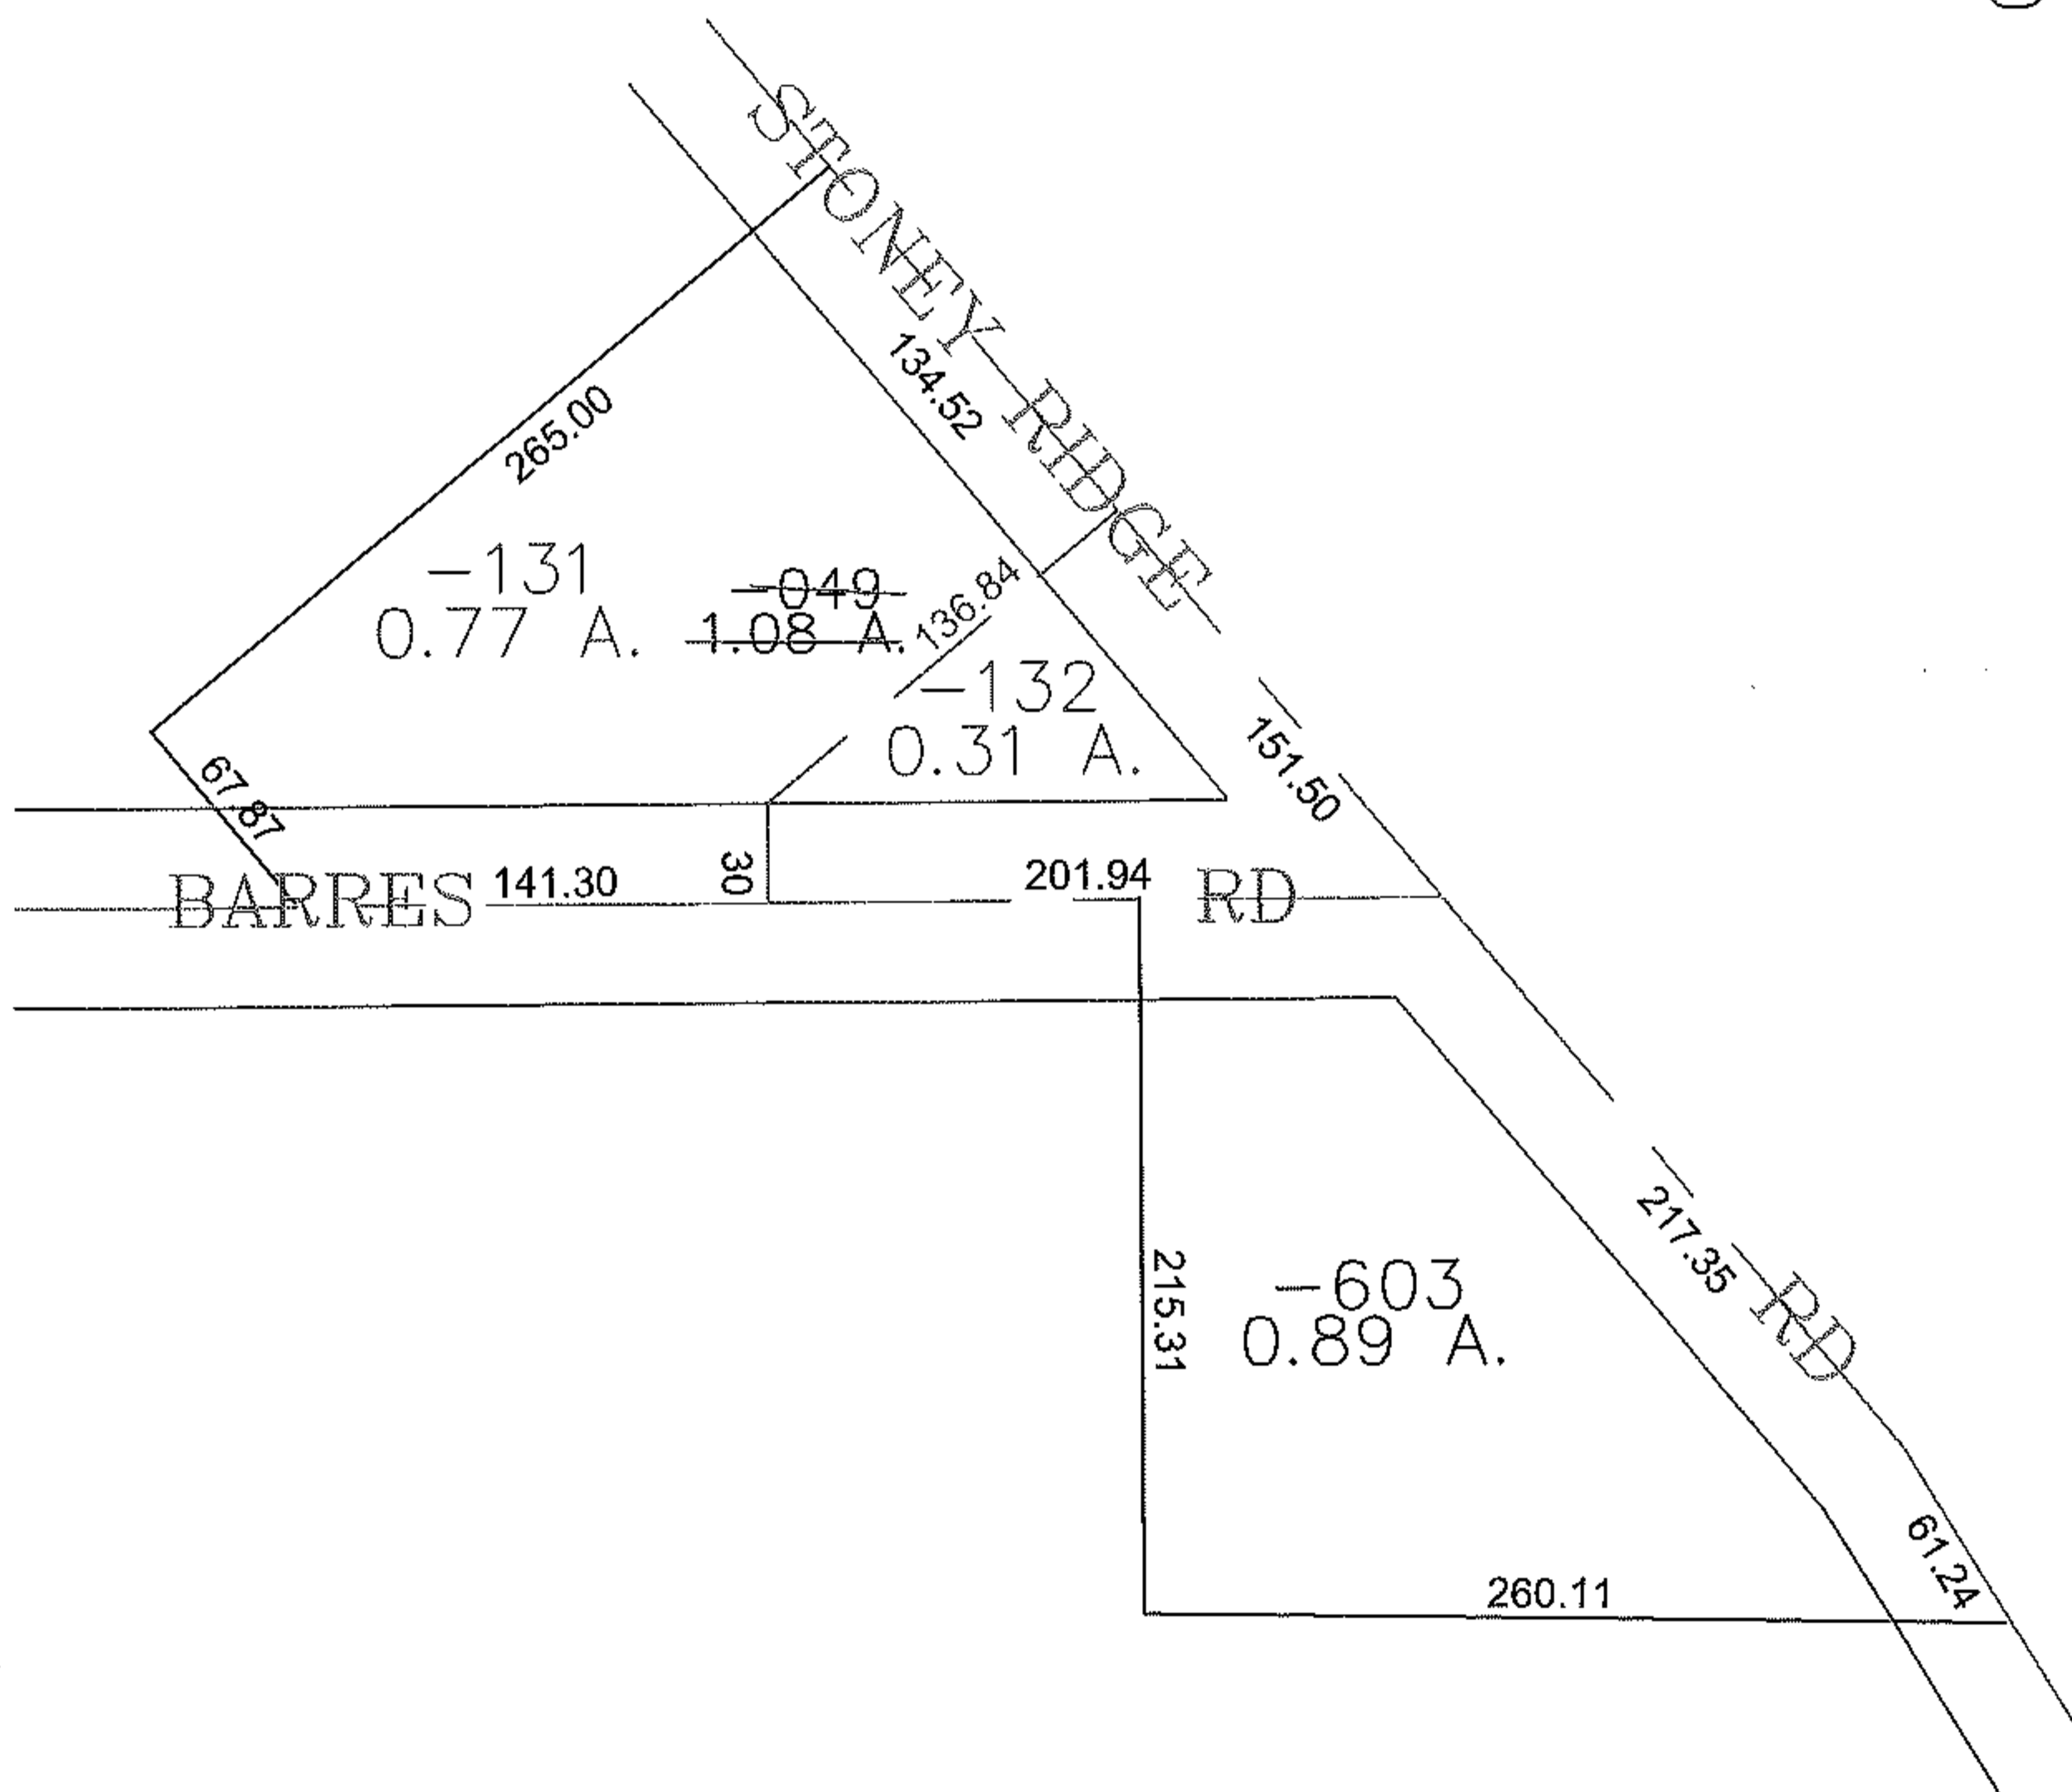 STONEY RIDGE RD
134.52
265.00
-131
0.77 A.
-049
1.08 A.
136.84
-132
0.31 A.
151.50
67.87
BARRES RD
141.30
30
201.94
217.35
215.31
-603
0.89 A.
61.24
260.11